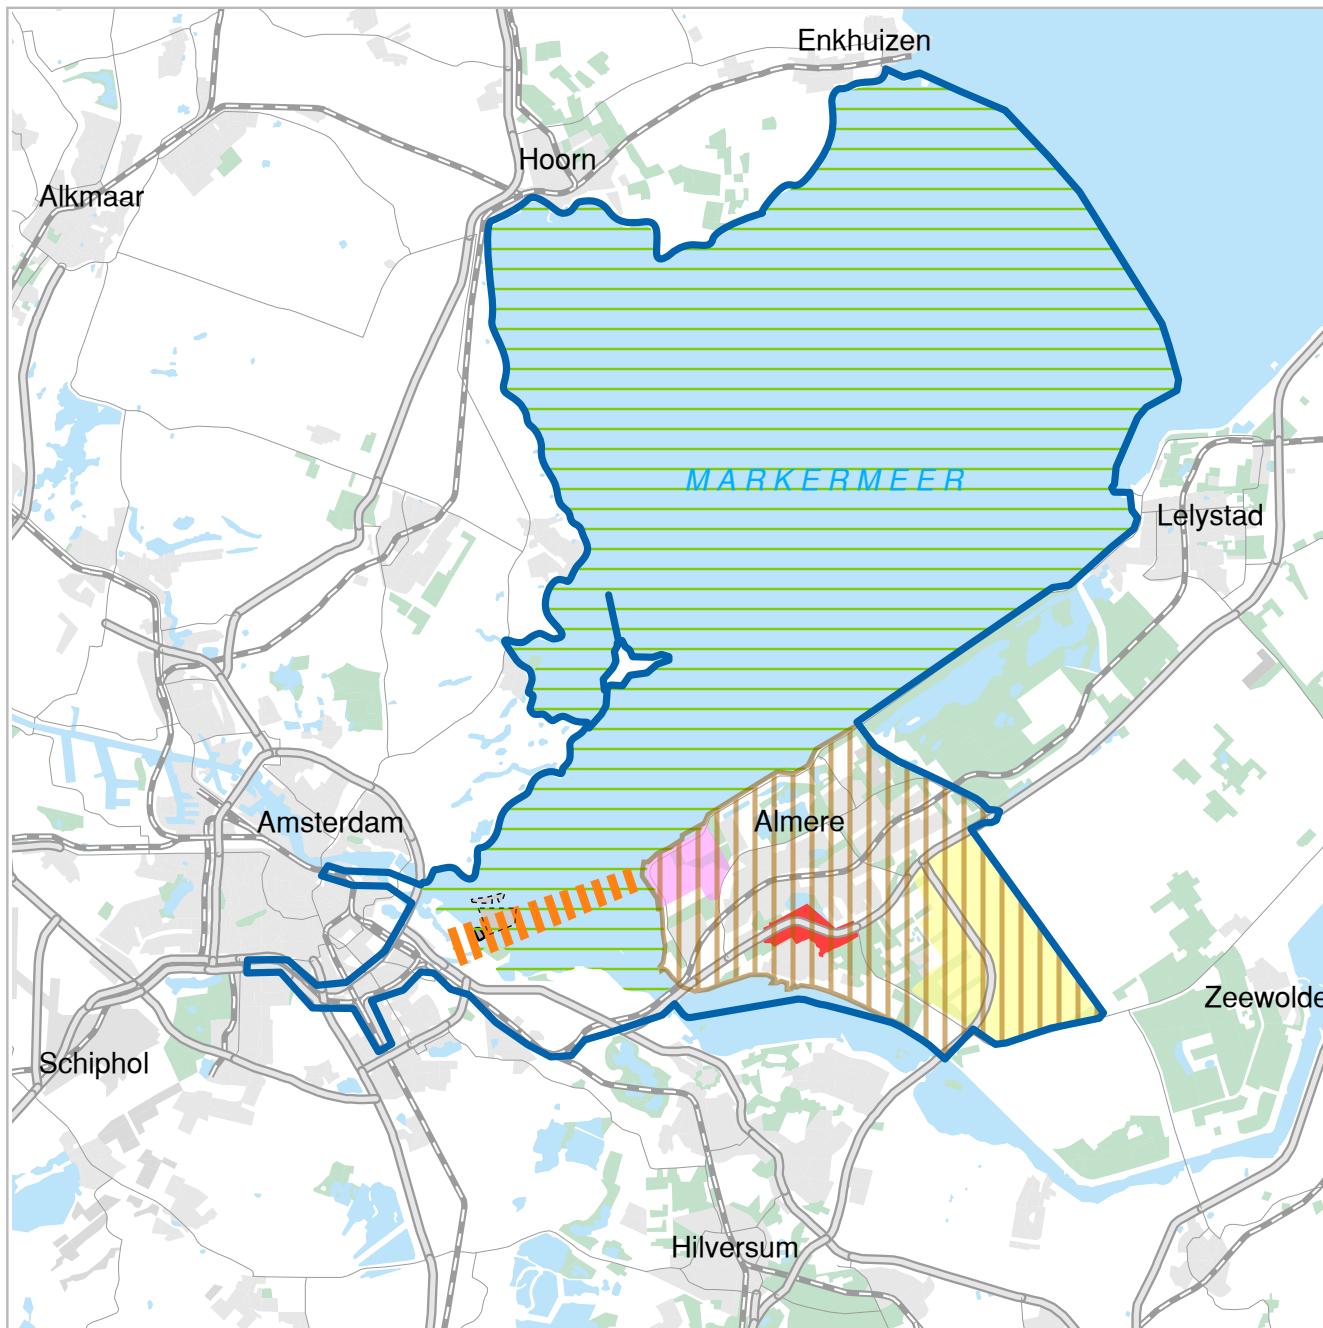 Enkhuizen
Hoorn
Alkmaar
MARKERMEER
Lelystad
Amsterdam
Almere
Zeewolde
Schiphol
Hilversum